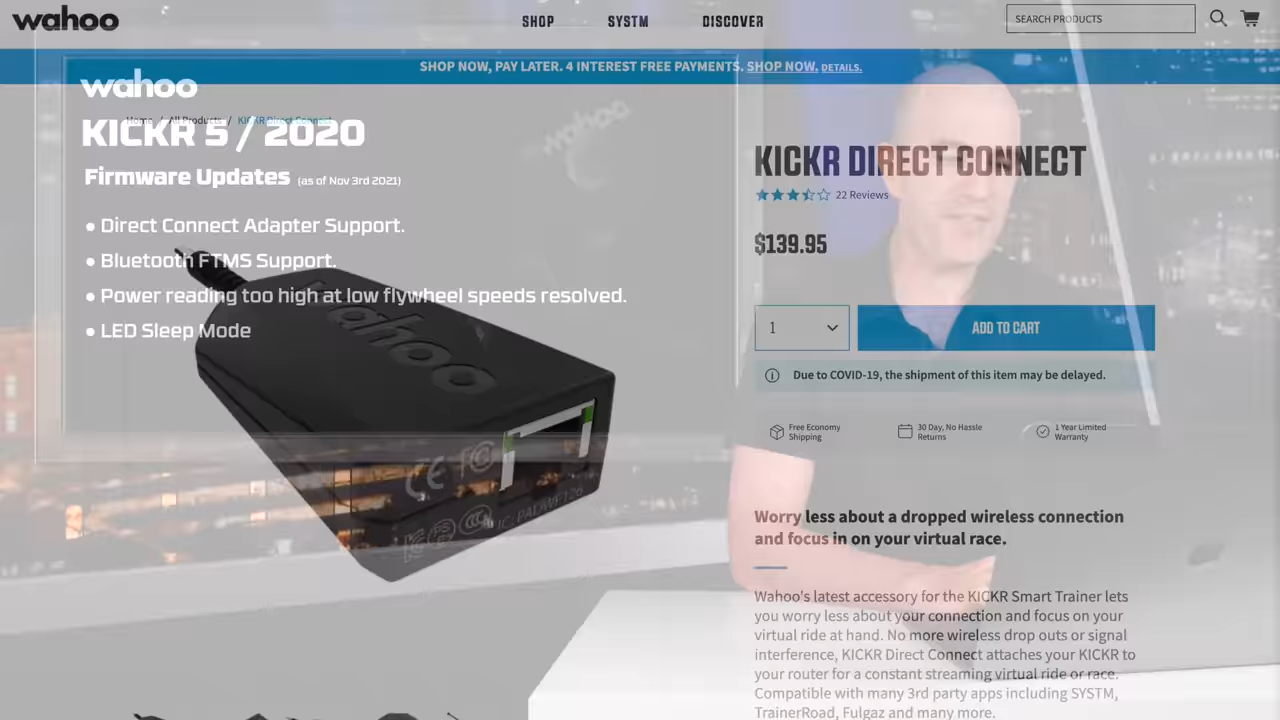 wahoo
SHOP SYSTM DISCOVER
SEARCH PRODUCTS
SHOP NOW, PAY LATER. 4 INTEREST FREE PAYMENTS. SHOP NOW. DETAILS.
wahoo
Home / All Products / KICKR Direct Connect
KICKR 5 / 2020
Firmware Updates (as of Nov 3rd 2021)
• Direct Connect Adapter Support.
• Bluetooth FTMS Support.
• Power reading too high at low flywheel speeds resolved.
• LED Sleep Mode
wahoo
wahoo
KICKR DIRECT CONNECT
22 Reviews
$139.95
1
ADD TO CART
Due to COVID-19, the shipment of this item may be delayed.
Free Economy
Shipping
30 Day, No Hassle
Returns
1 Year Limited
Warranty
Worry less about a dropped wireless connection
and focus in on your virtual race.
Wahoo's latest accessory for the KICKR Smart Trainer lets
you worry less about your connection and focus on your
virtual ride at hand. No more wireless drop outs or signal
interference, KICKR Direct Connect attaches your KICKR to
your router for a constant streaming virtual ride or race.
Compatible with many 3rd party apps including SYSTM,
TrainerRoad, Fulgaz and many more.